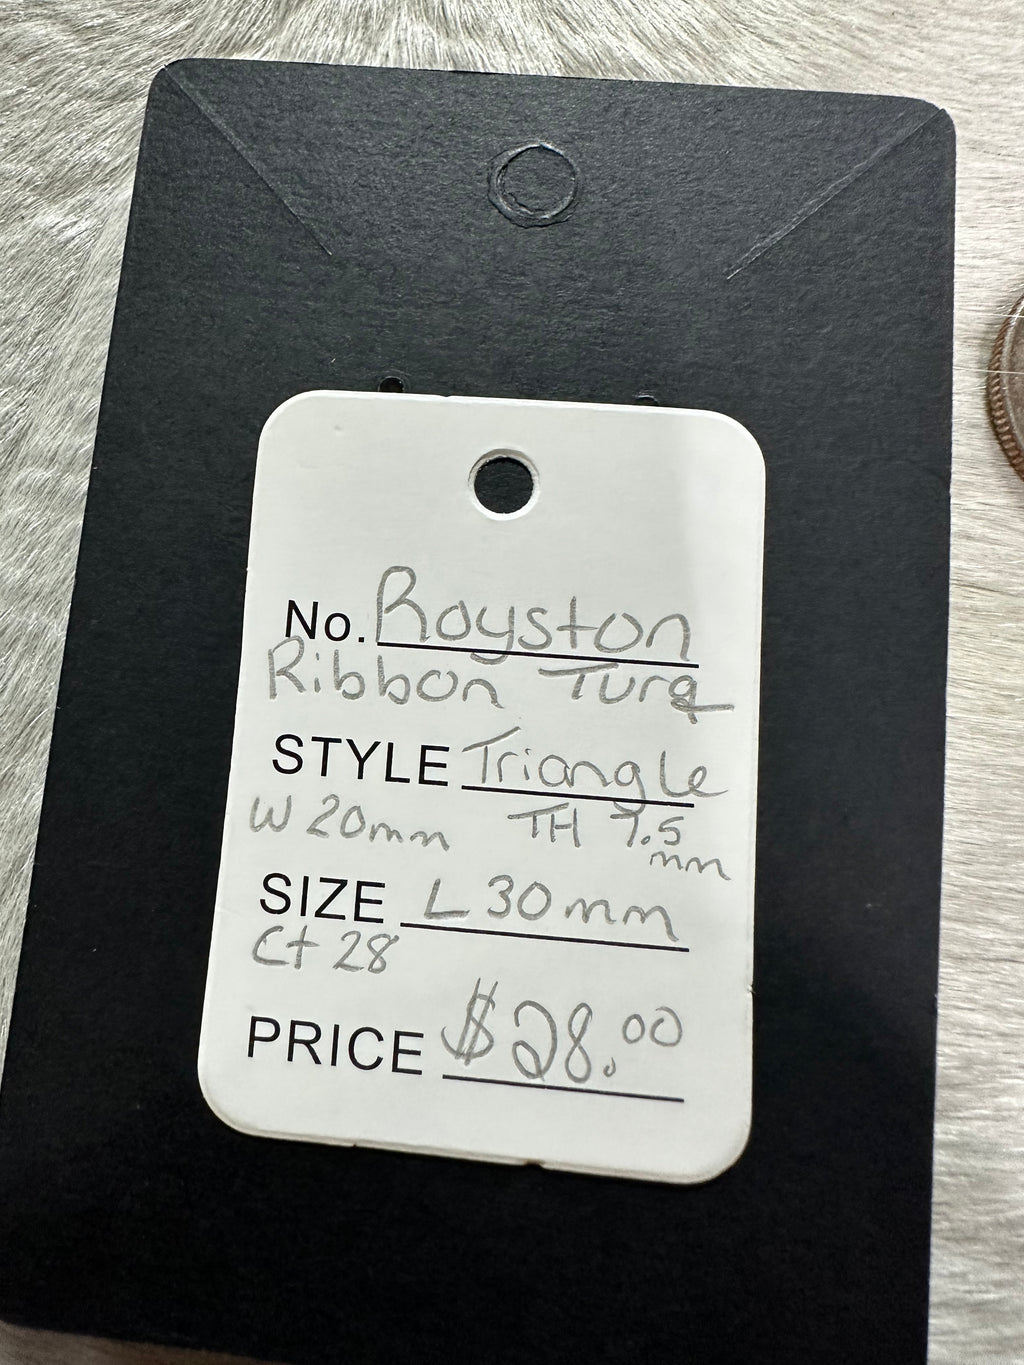 No. Royston
Ribbon Turq
STYLE Triangle
W 20mm TH 7.5
mm
SIZE L 30mm
Ct 28
PRICE $28.00